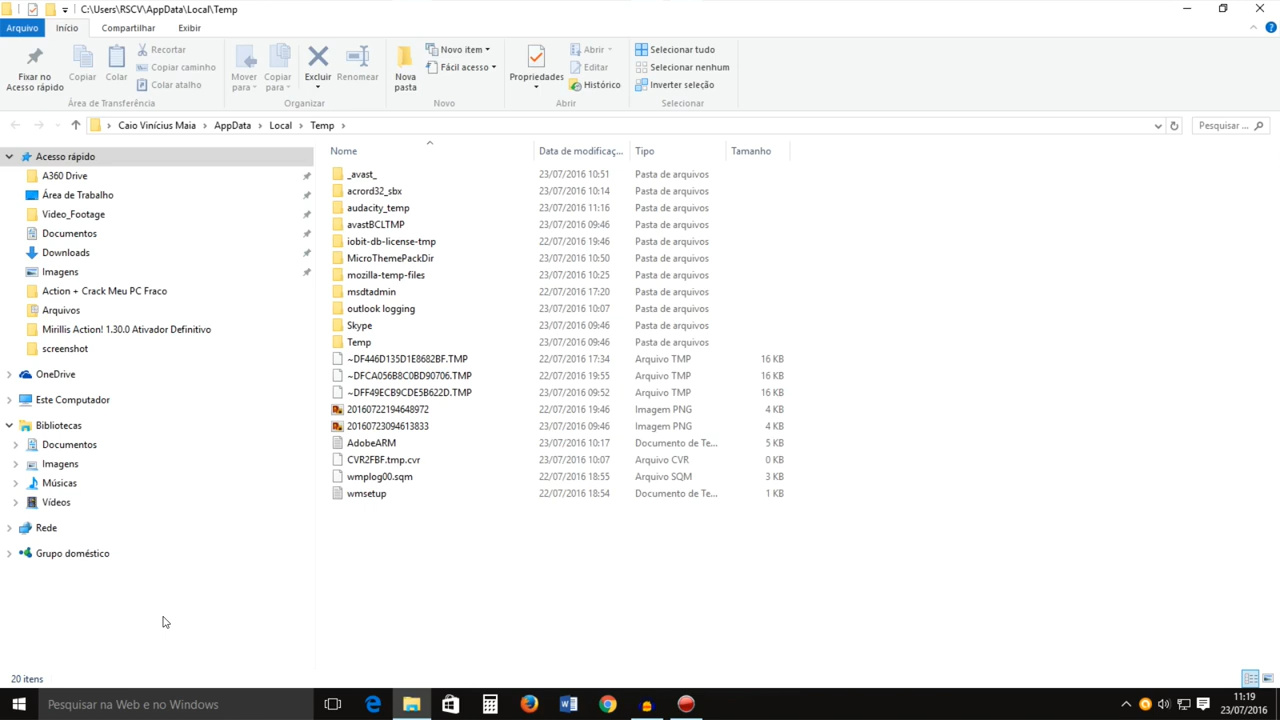 C:\Users\RSCV\AppData\Local\Temp
Arquivo Início Compartilhar Exibir
Fixar no Acesso rápido
Copiar
Colar
Recortar
Copiar caminho
Colar atalho
Área de Transferência
Mover para
Copiar para
Excluir
Renomear
Organizar
Nova pasta
Novo item
Fácil acesso
Novo
Propriedades
Abrir
Editar
Histórico
Abrir
Selecionar tudo
Selecionar nenhum
Inverter seleção
Selecionar
Caio Vinícius Maia > AppData > Local > Temp >
Pesquisar ...
Acesso rápido
A360 Drive
Área de Trabalho
Video_Footage
Documentos
Downloads
Imagens
Action + Crack Meu PC Fraco
Arquivos
Mirillis Action! 1.30.0 Ativador Definitivo
screenshot
OneDrive
Este Computador
Bibliotecas
Documentos
Imagens
Músicas
Vídeos
Rede
Grupo doméstico
Nome Data de modificaç... Tipo Tamanho
_avast_ 23/07/2016 10:51 Pasta de arquivos
acrord32_sbx 23/07/2016 10:14 Pasta de arquivos
audacity_temp 23/07/2016 11:16 Pasta de arquivos
avastBCLTMP 23/07/2016 09:46 Pasta de arquivos
iobit-db-license-tmp 22/07/2016 19:46 Pasta de arquivos
MicroThemePackDir 23/07/2016 10:50 Pasta de arquivos
mozilla-temp-files 23/07/2016 10:25 Pasta de arquivos
msdtadmin 22/07/2016 17:20 Pasta de arquivos
outlook logging 23/07/2016 10:07 Pasta de arquivos
Skype 23/07/2016 09:46 Pasta de arquivos
Temp 23/07/2016 09:46 Pasta de arquivos
~DF446D135D1E8682BF.TMP 22/07/2016 17:34 Arquivo TMP 16 KB
~DFCA056B8C0BD90706.TMP 22/07/2016 19:55 Arquivo TMP 16 KB
~DFF49ECB9CDE5B622D.TMP 23/07/2016 09:52 Arquivo TMP 16 KB
20160722194648972 22/07/2016 19:46 Imagem PNG 4 KB
20160723094613833 23/07/2016 09:46 Imagem PNG 4 KB
AdobeARM 23/07/2016 10:17 Documento de Te... 5 KB
CVR2FBF.tmp.cvr 23/07/2016 10:07 Arquivo CVR 0 KB
wmplog00.sqm 22/07/2016 18:55 Arquivo SQM 3 KB
wmsetup 22/07/2016 18:54 Documento de Te... 1 KB
20 itens
Pesquisar na Web e no Windows
11:19
23/07/2016